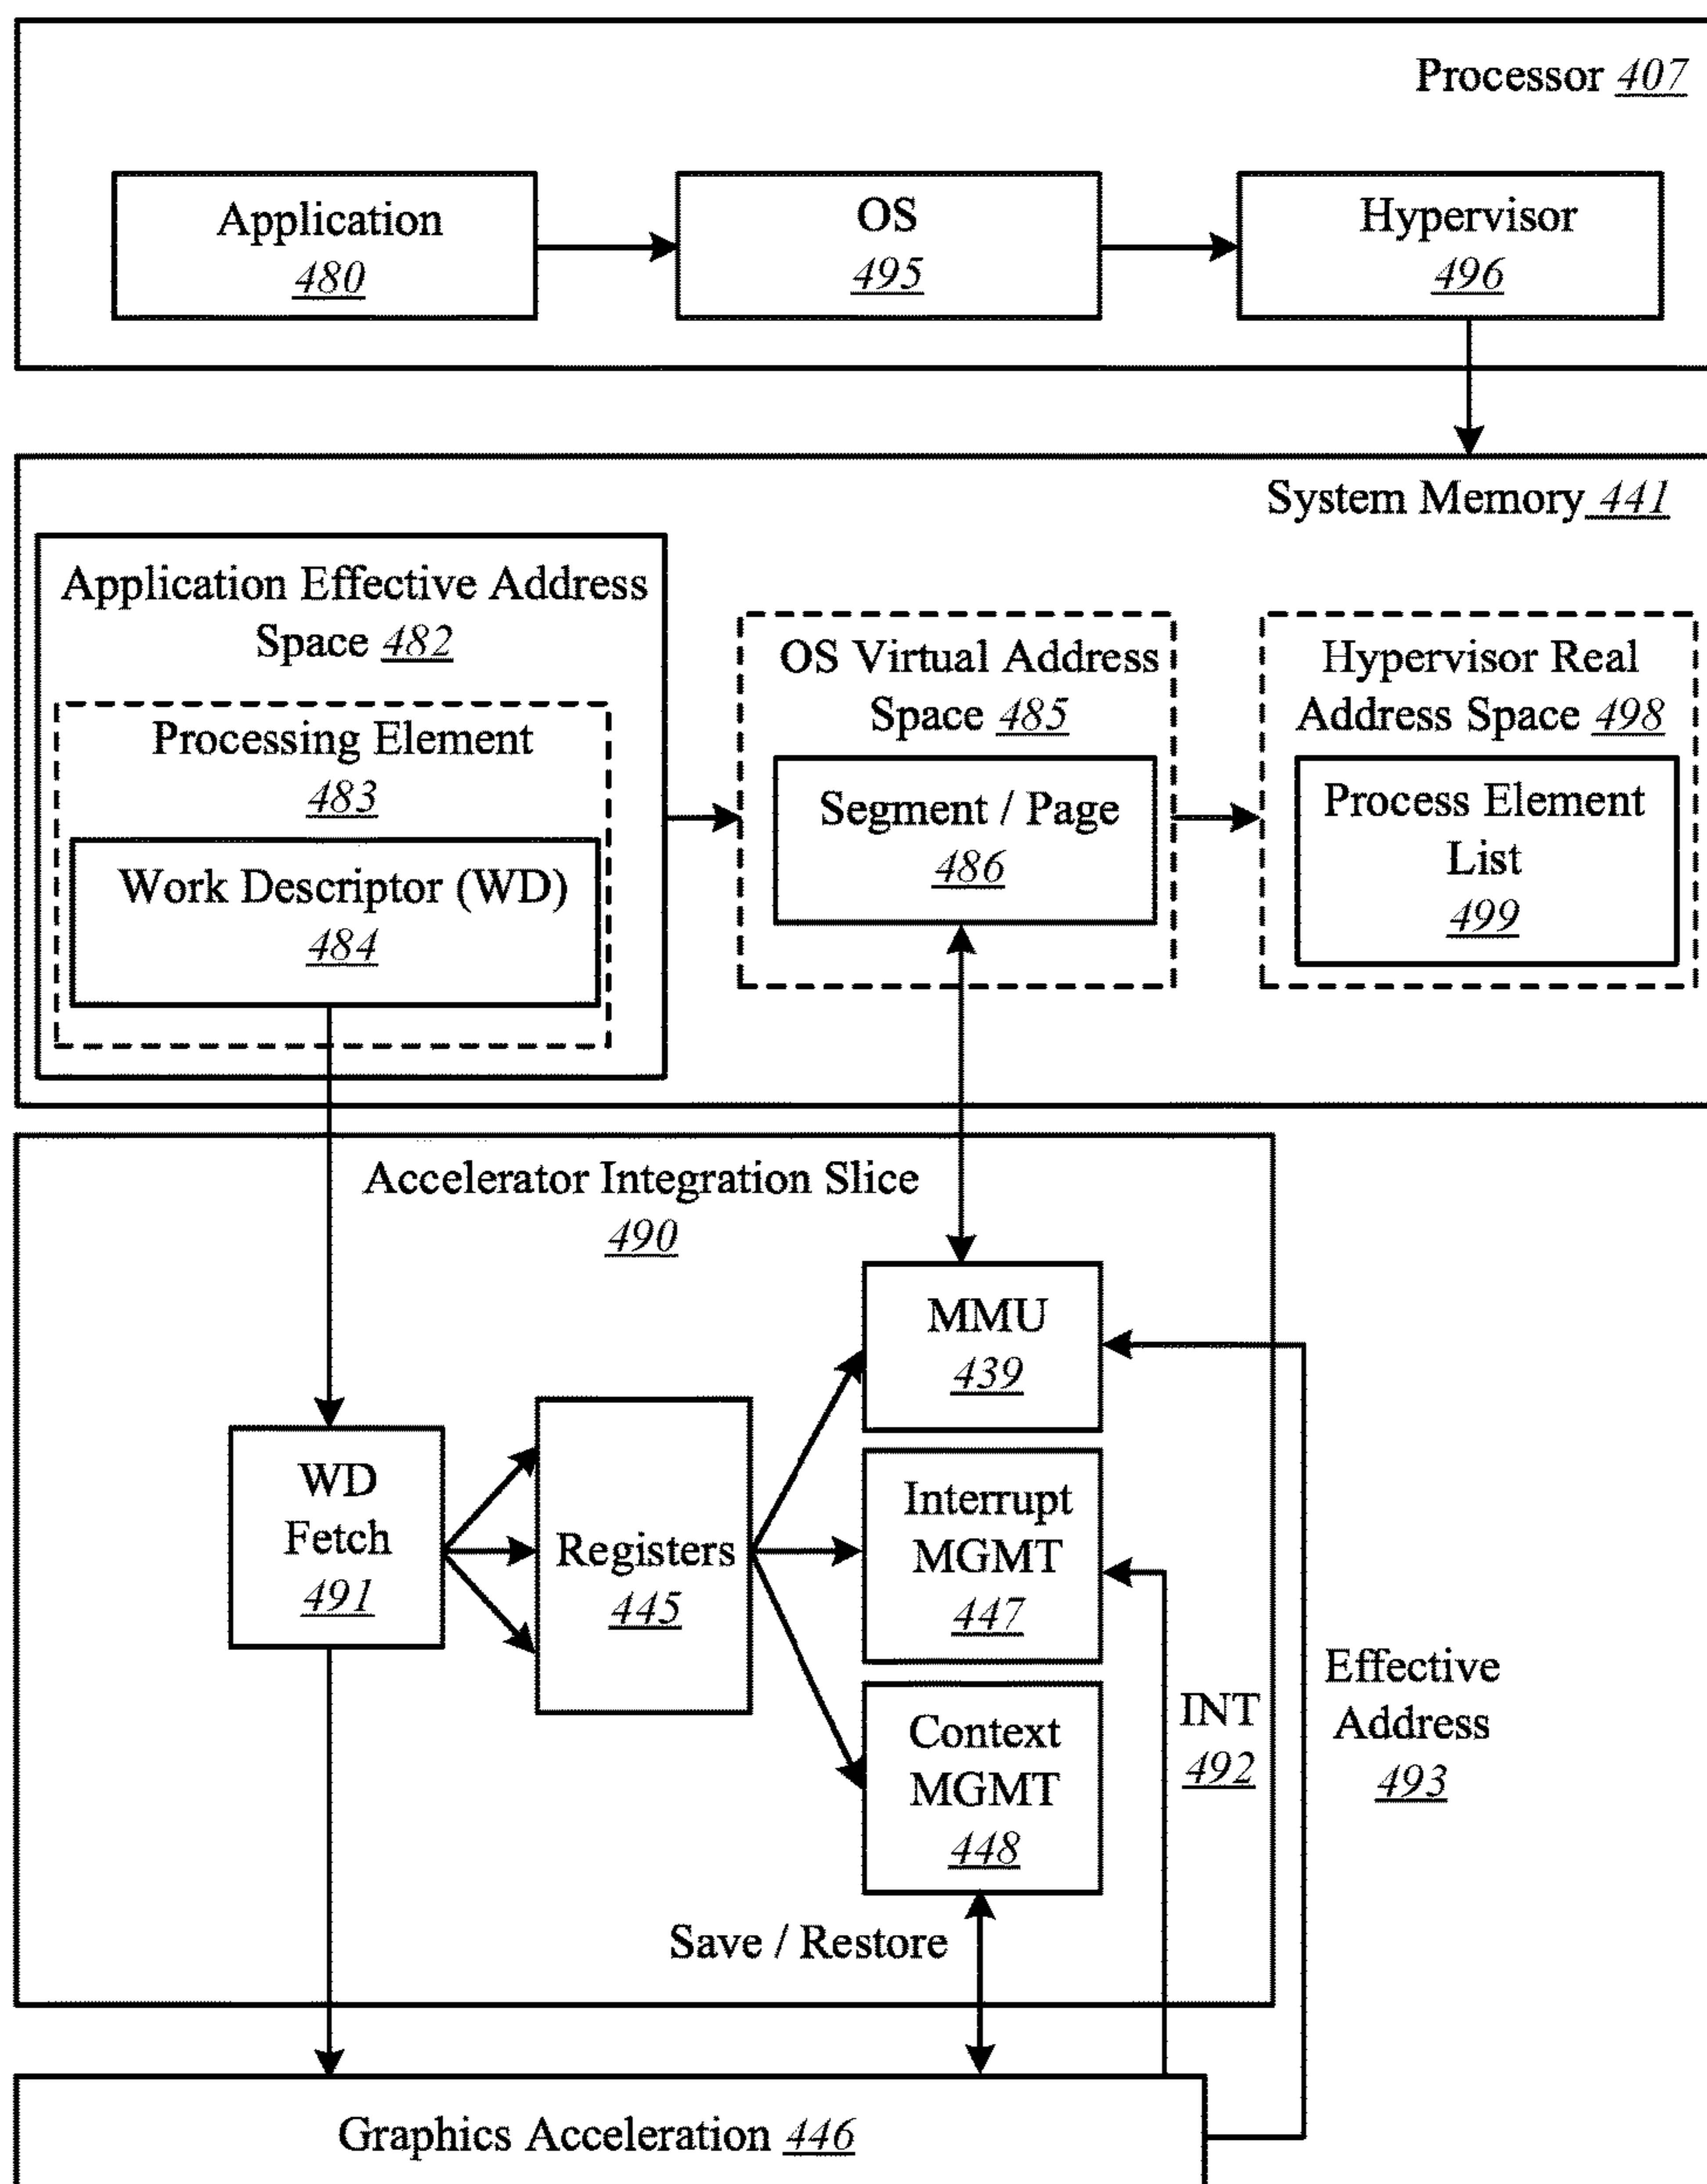 Processor 407
Application
480
OS
495
Hypervisor
496
System Memory 441
Application Effective Address
Space 482
Processing Element
483
Work Descriptor (WD)
484
OS Virtual Address
Space 485
Segment / Page
486
Hypervisor Real
Address Space 498
Process Element
List
499
Accelerator Integration Slice
490
MMU
439
WD
Fetch
491
Registers
445
Interrupt
MGMT
447
Context
MGMT
448
INT
492
Effective
Address
493
Save / Restore
Graphics Acceleration 446